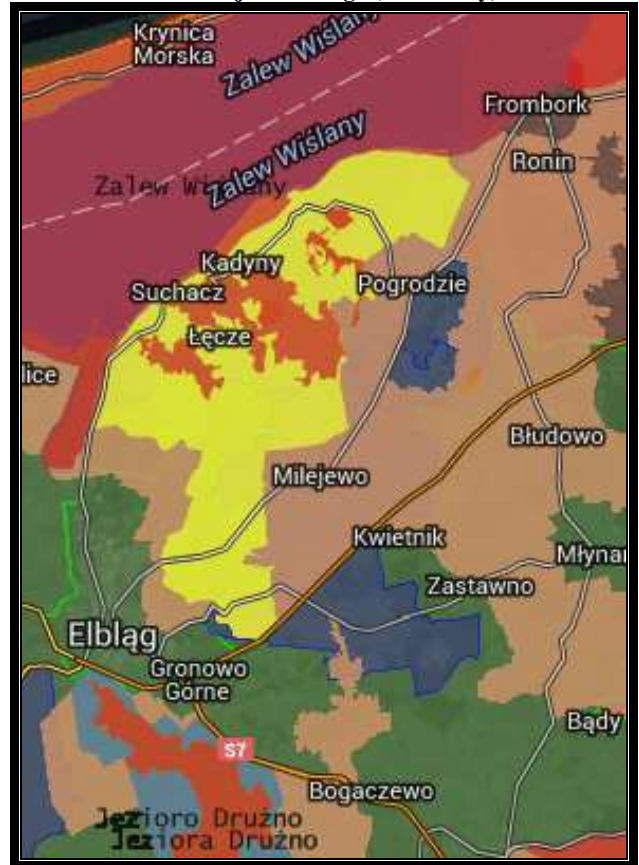 Krynica
Morska
Zalew Wiślany
Frombork
Zalew Wiślany
Ronin
Zalew Wiślany
Kadyny
Suchacz
Pogrodzie
Łęcze
lice
Błudowo
Milejewo
Kwietnik
Młynar
Zastawno
Elbląg
Gronowo
Górne
Bądy
S7
Bogaczewo
Jezioro Drużno
Jeziora Drużno